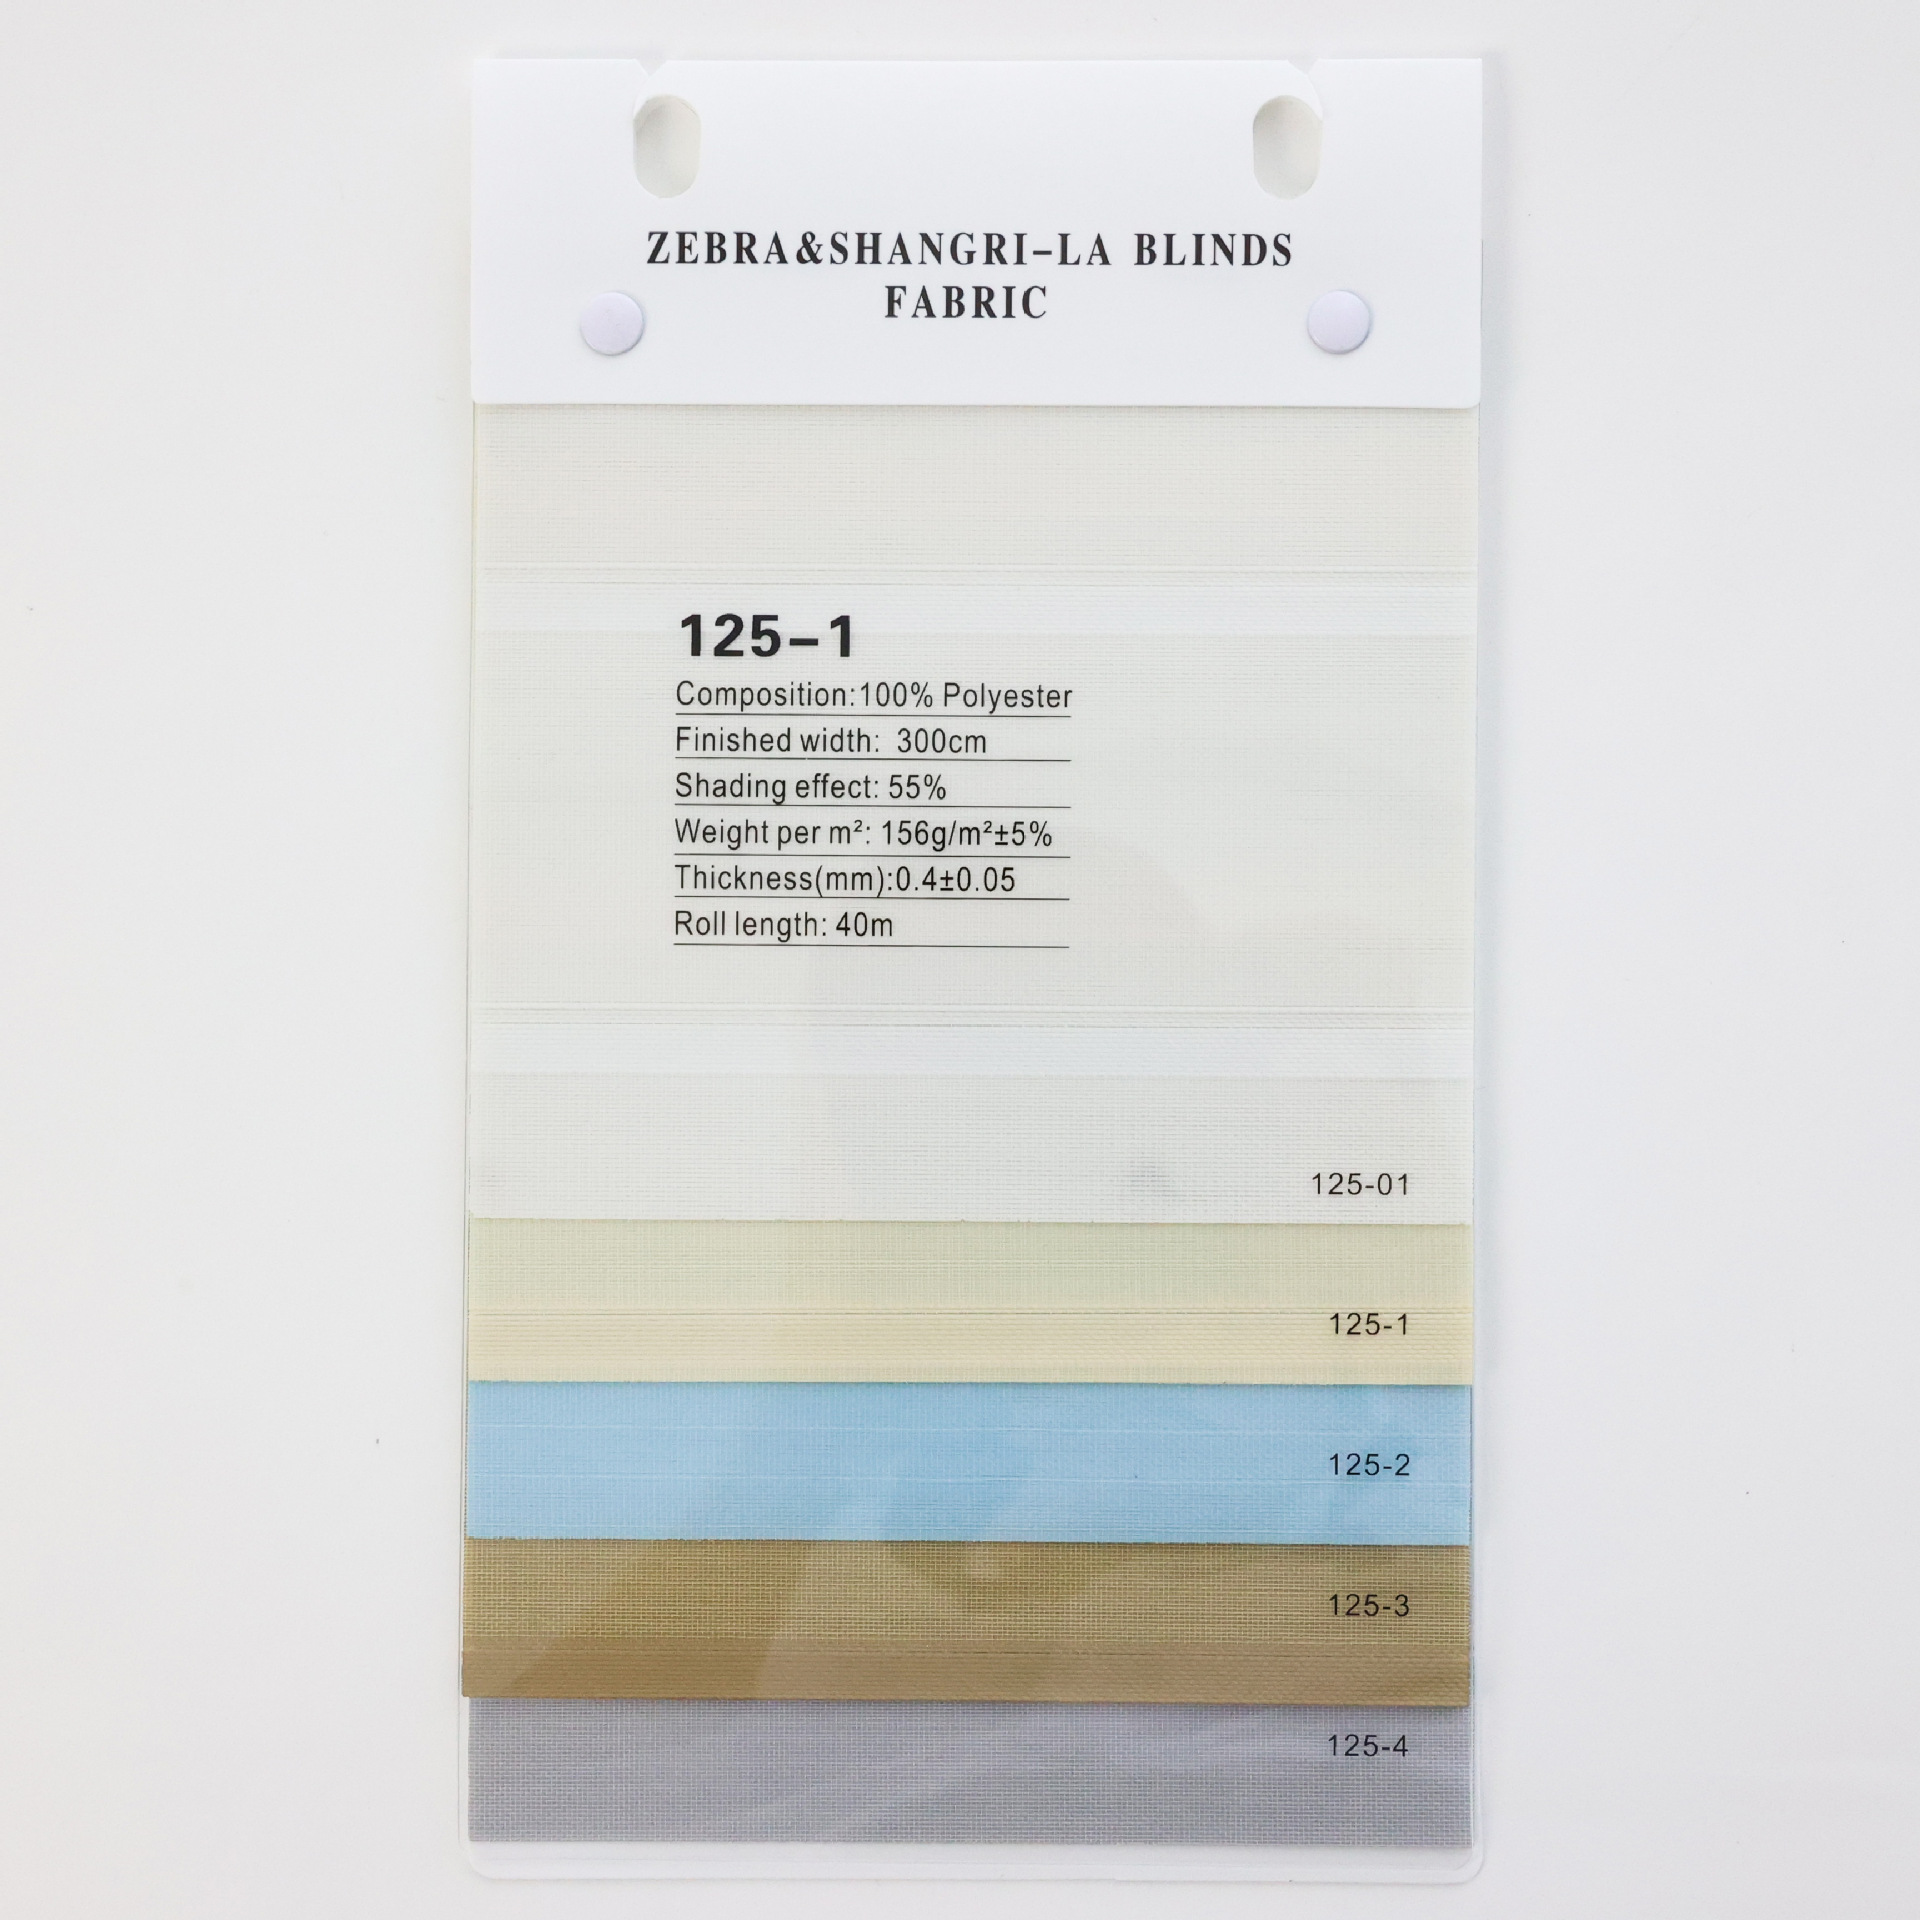 ZEBRA&SHANGRI-LA BLINDS
FABRIC
125-1
Composition:100% Polyester
Finished width: 300cm
Shading effect: 55%
Weight per m²: 156g/m²±5%
Thickness(mm):0.4±0.05
Roll length: 40m
125-01
125-1
125-2
125-3
125-4